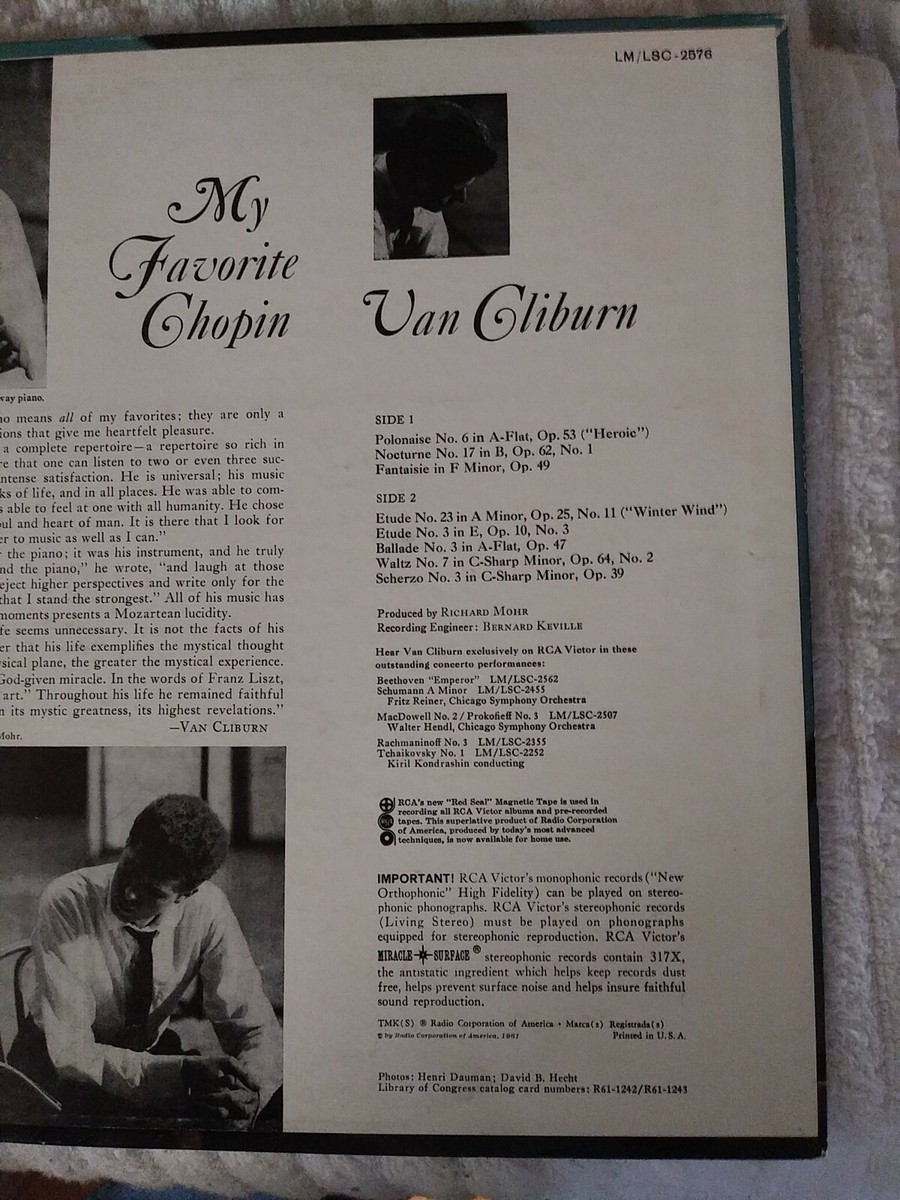 LM/LSC-2576
My
Favorite
Chopin
Van Cliburn
way piano.
no means all of my favorites; they are only a
ions that give me heartfelt pleasure.
a complete repertoire—a repertoire so rich in
re that one can listen to two or even three suc-
intense satisfaction. He is universal; his music
ks of life, and in all places. He was able to com-
s able to feel at one with all humanity. He chose
oul and heart of man. It is there that I look for
er to music as well as I can.”
r the piano; it was his instrument, and he truly
nd the piano,” he wrote, “and laugh at those
eject higher perspectives and write only for the
that I stand the strongest.” All of his music has
moments presents a Mozartean lucidity.
fe seems unnecessary. It is not the facts of his
er that his life exemplifies the mystical thought
ysical plane, the greater the mystical experience.
God-given miracle. In the words of Franz Liszt,
art.” Throughout his life he remained faithful
n its mystic greatness, its highest revelations.”
—VAN CLIBURN
Mohr.
SIDE 1
Polonaise No. 6 in A-Flat, Op. 53 (“Heroic”)
Nocturne No. 17 in B, Op. 62, No. 1
Fantaisie in F Minor, Op. 49
SIDE 2
Etude No. 23 in A Minor, Op. 25, No. 11 (“Winter Wind”)
Etude No. 3 in E, Op. 10, No. 3
Ballade No. 3 in A-Flat, Op. 47
Waltz No. 7 in C-Sharp Minor, Op. 64, No. 2
Scherzo No. 3 in C-Sharp Minor, Op. 39
Produced by RICHARD MOHR
Recording Engineer: BERNARD KEVILLE
Hear Van Cliburn exclusively on RCA Victor in these
outstanding concerto performances:
Beethoven “Emperor” LM/LSC-2562
Schumann A Minor LM/LSC-2455
Fritz Reiner, Chicago Symphony Orchestra
MacDowell No. 2/Prokofieff No. 3 LM/LSC-2507
Walter Hendl, Chicago Symphony Orchestra
Rachmaninoff No. 3 LM/LSC-2355
Tchaikovsky No. 1 LM/LSC-2252
Kiril Kondrashin conducting
RCA’s new “Red Seal” Magnetic Tape is used in
recording all RCA Victor albums and pre-recorded
tapes. This superlative product of Radio Corporation
of America, produced by today’s most advanced
techniques, is now available for home use.
IMPORTANT! RCA Victor’s monophonic records (“New
Orthophonic” High Fidelity) can be played on stereo-
phonic phonographs. RCA Victor’s stereophonic records
(Living Stereo) must be played on phonographs
equipped for stereophonic reproduction. RCA Victor’s
MIRACLE SURFACE ® stereophonic records contain 317X,
the antistatic ingredient which helps keep records dust
free, helps prevent surface noise and helps insure faithful
sound reproduction.
TMK(S) ® Radio Corporation of America • Marca(s) Registrada(s)
© by Radio Corporation of America, 1961 Printed in U.S.A.
Photos: Henri Dauman; David B. Hecht
Library of Congress catalog card numbers: R61-1242/R61-1243